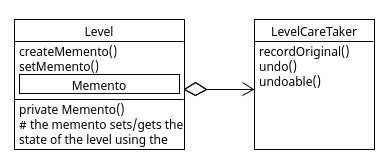 Level
createMemento()
setMemento()
Memento
private Memento()
# the memento sets/gets the
state of the level using the
LevelCareTaker
recordOriginal()
undo()
undoable()